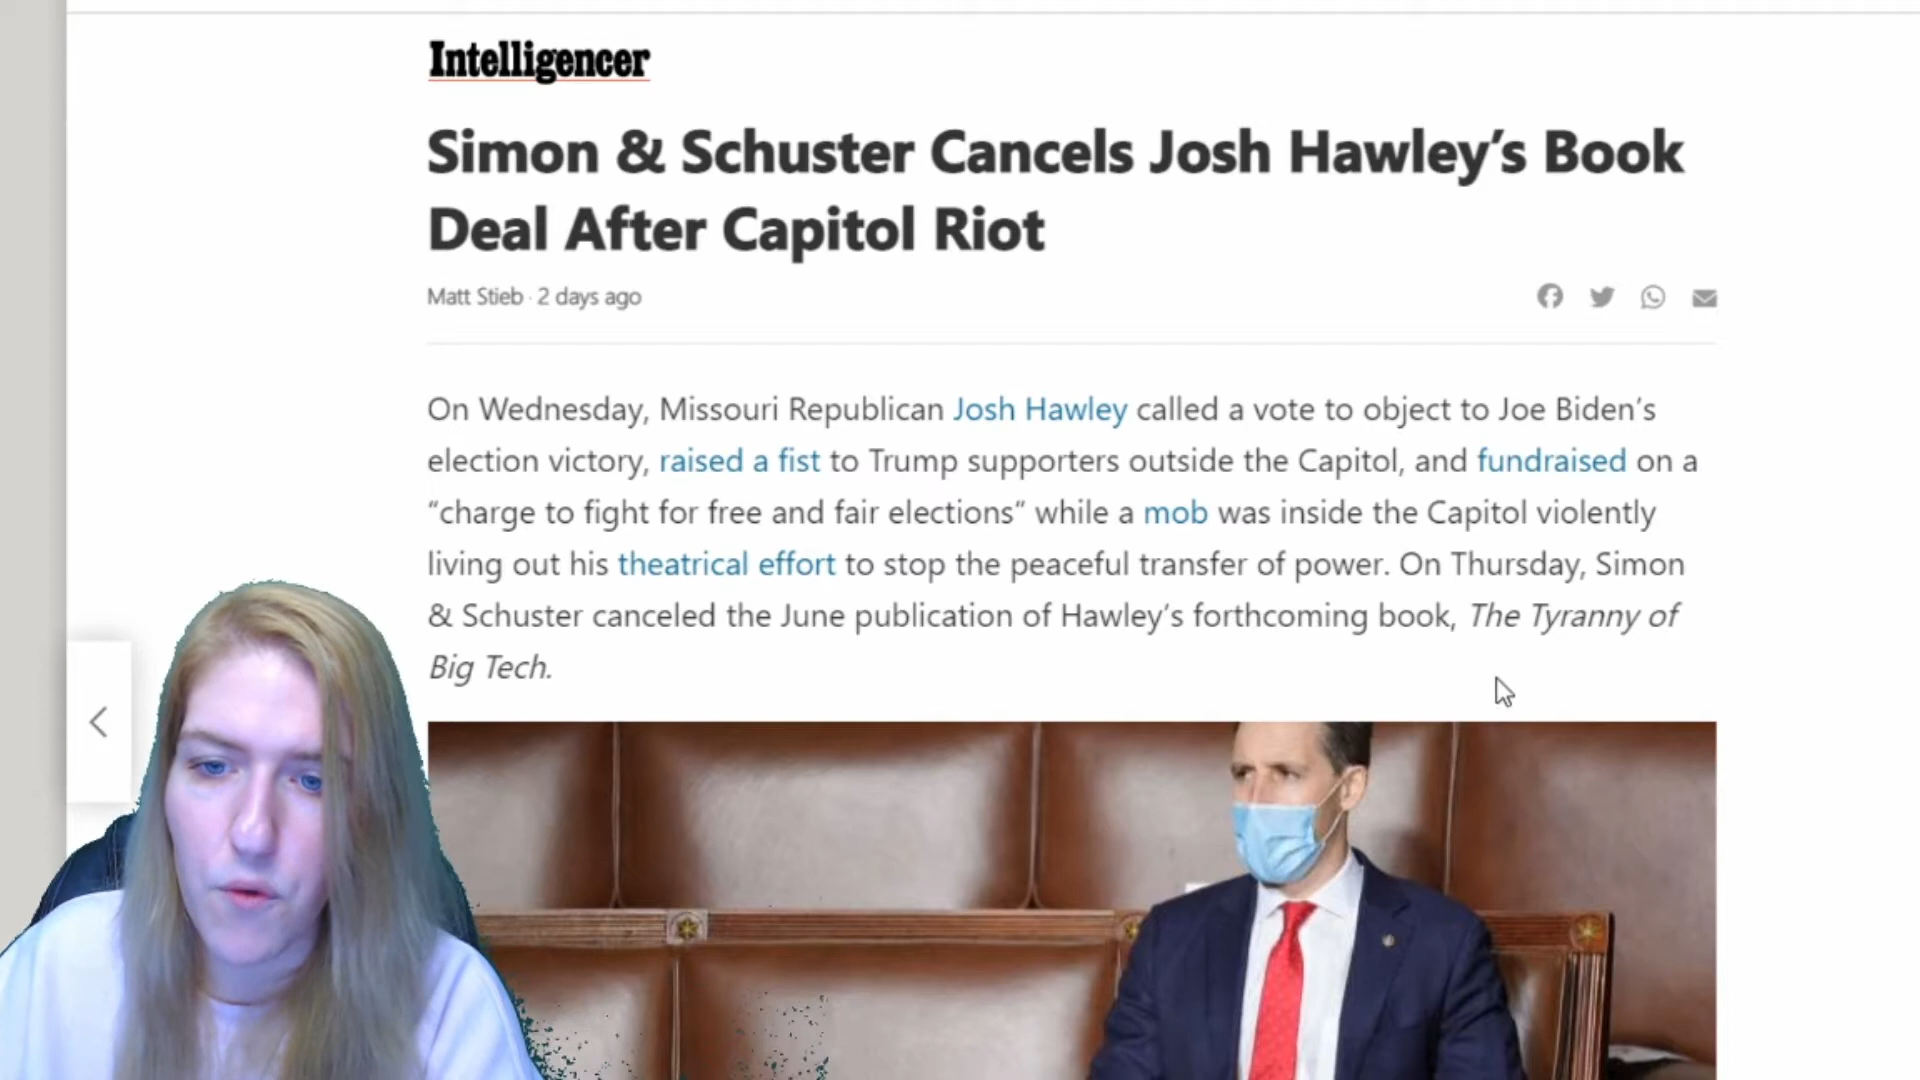 Intelligencer
Simon & Schuster Cancels Josh Hawley’s Book
Deal After Capitol Riot
Matt Stieb · 2 days ago
On Wednesday, Missouri Republican Josh Hawley called a vote to object to Joe Biden’s
election victory, raised a fist to Trump supporters outside the Capitol, and fundraised on a
“charge to fight for free and fair elections” while a mob was inside the Capitol violently
living out his theatrical effort to stop the peaceful transfer of power. On Thursday, Simon
& Schuster canceled the June publication of Hawley’s forthcoming book, The Tyranny of
Big Tech.